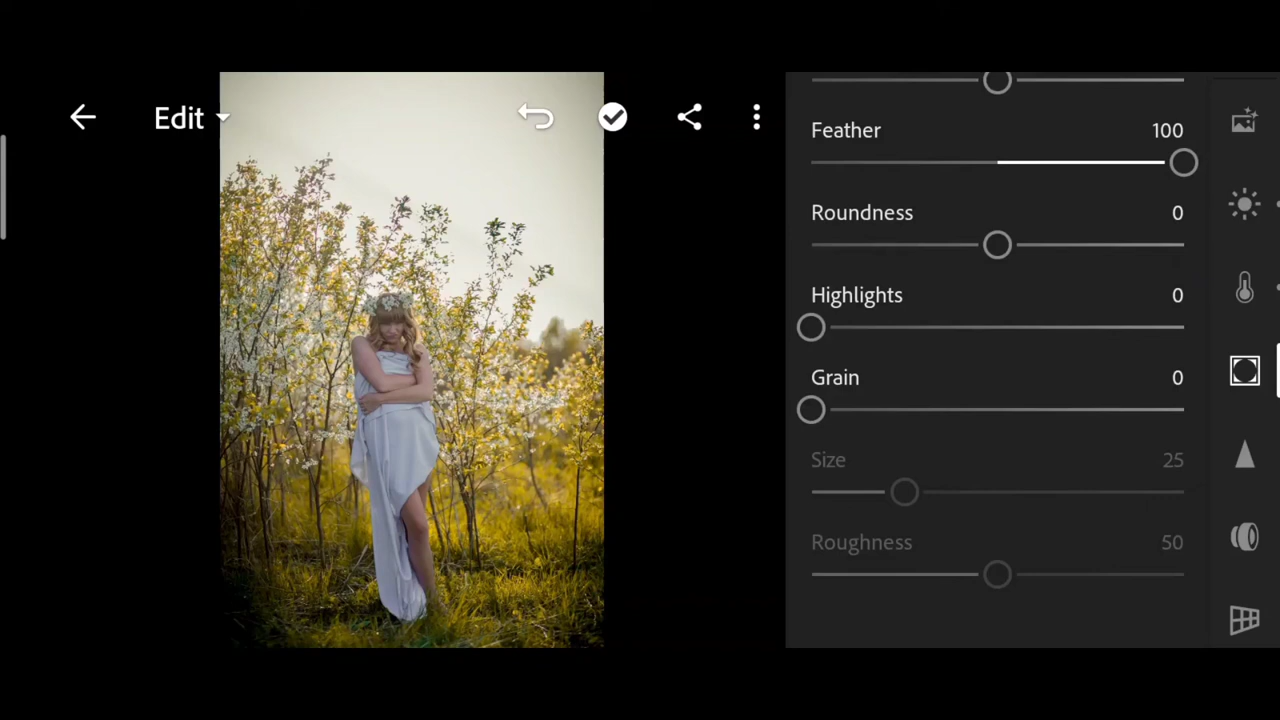 Edit
Feather 100
Roundness 0
Highlights 0
Grain 0
Size 25
Roughness 50